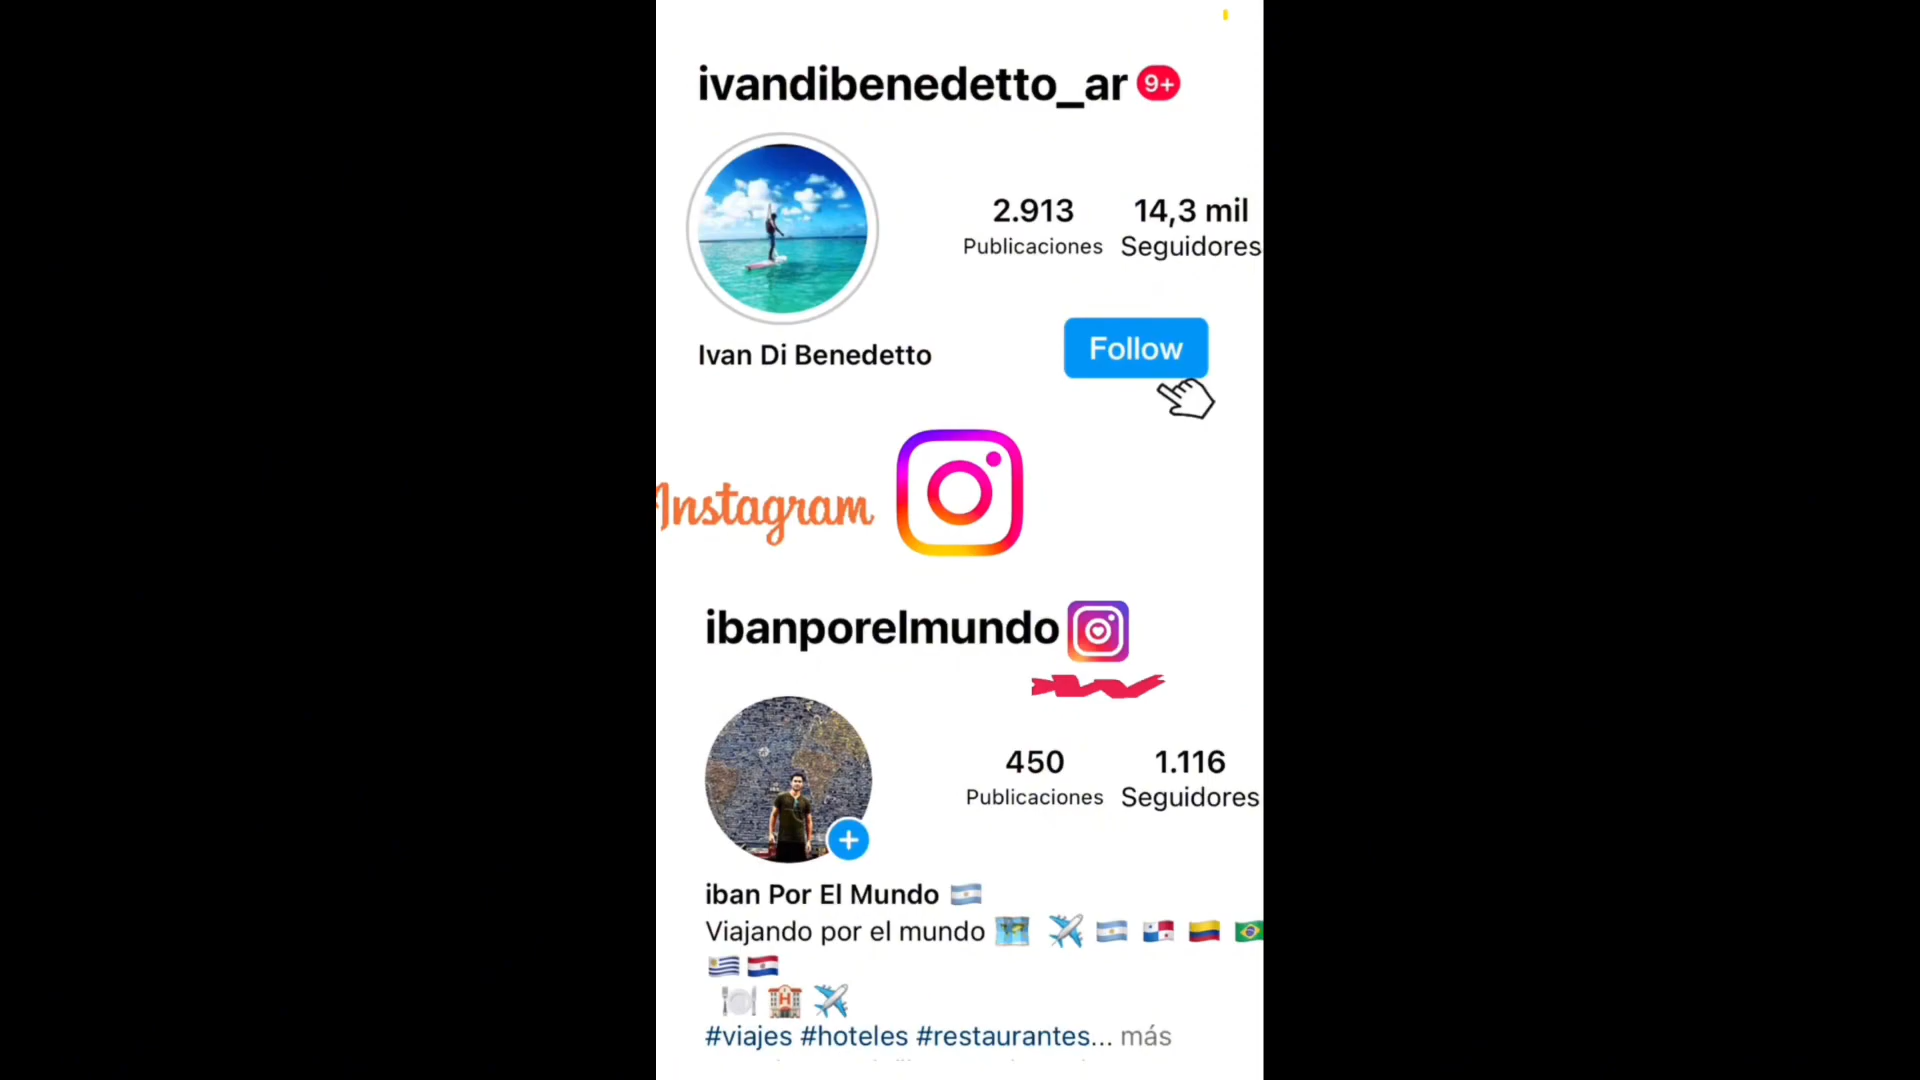 ivandibenedetto_ar 9+
2.913 14,3 mil
Publicaciones Seguidores
Ivan Di Benedetto
Follow
Instagram
ibanporelmundo
450 1.116
Publicaciones Seguidores
iban Por El Mundo 🇦🇷
Viajando por el mundo 🗺️ ✈️ 🇦🇷 🇵🇦 🇨🇴 🇧🇷
🇺🇾 🇵🇾
🍽️ 🏨 ✈️
#viajes #hoteles #restaurantes... más